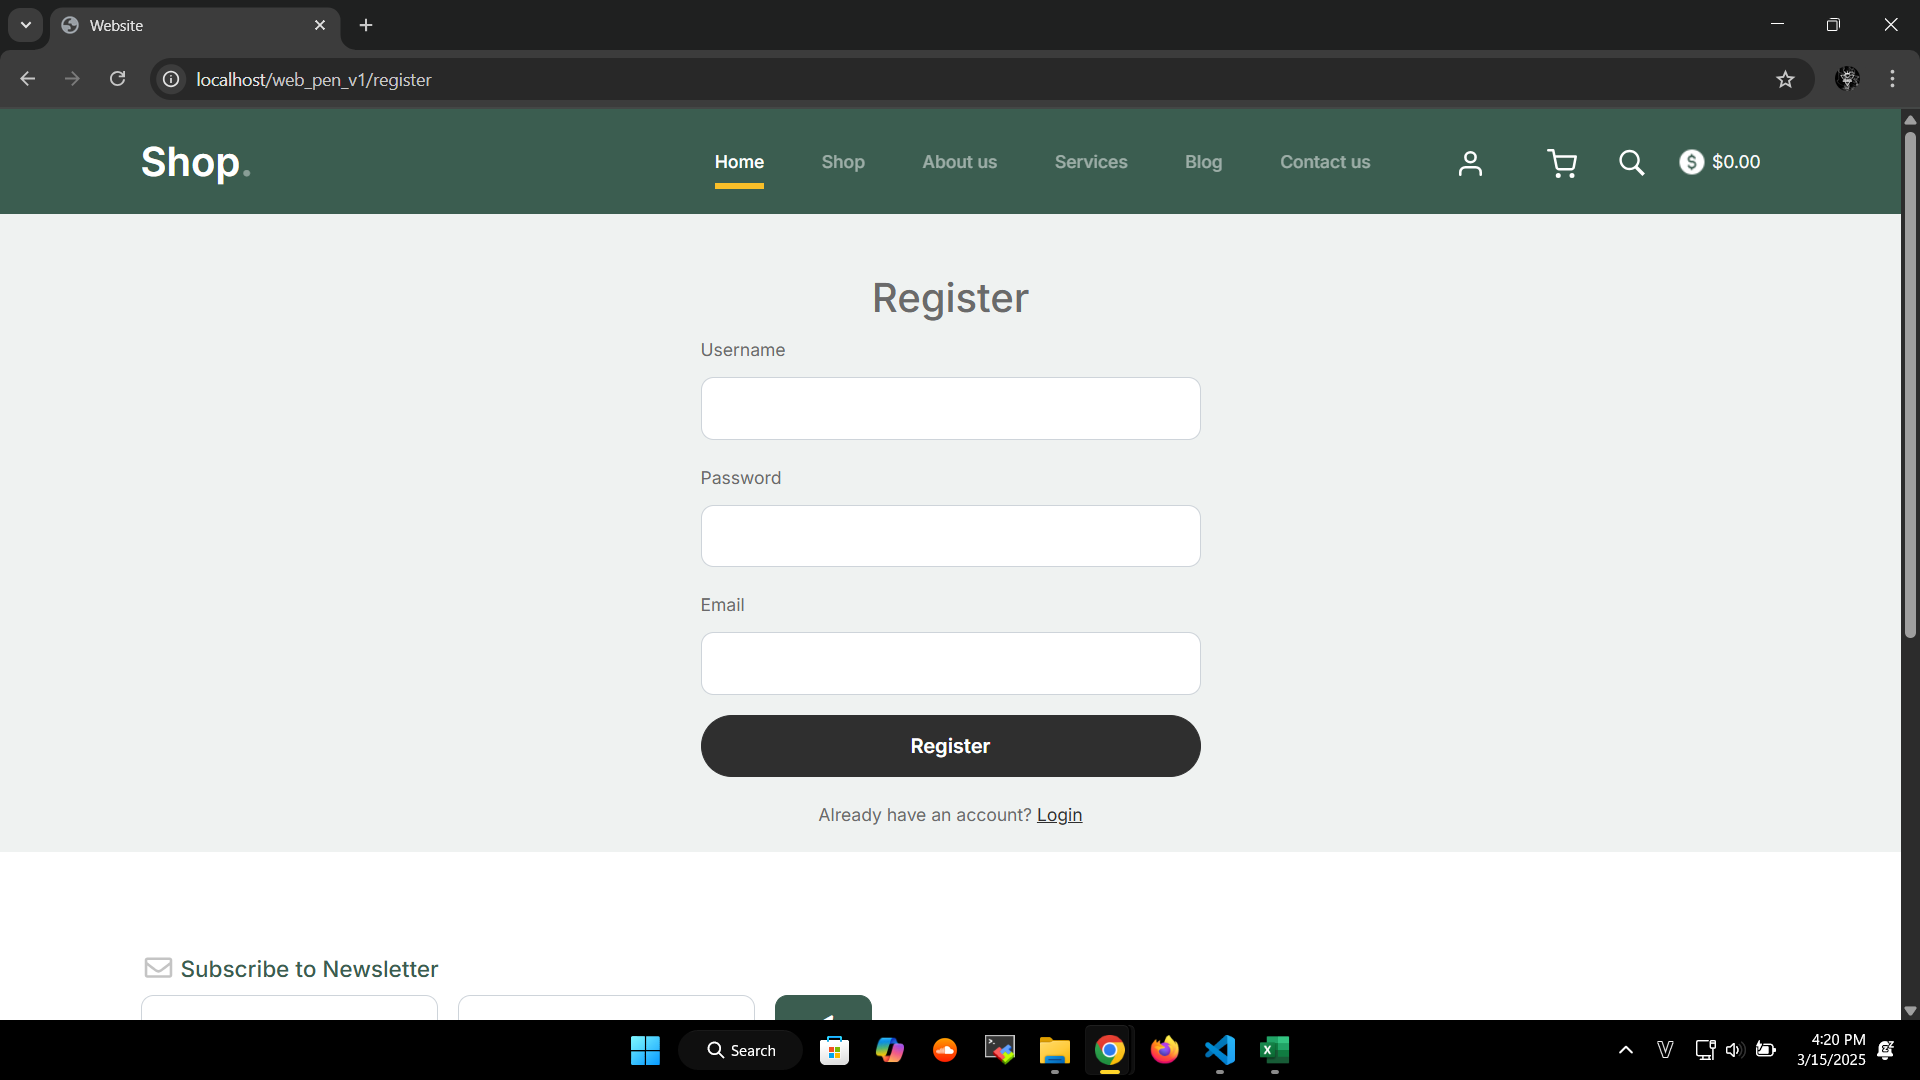 Website
localhost/web_pen_v1/register
Shop.
Home
Shop
About us
Services
Blog
Contact us
$ $0.00
Register
Username
Password
Email
Register
Already have an account? Login
Subscribe to Newsletter
Search
4:20 PM
3/15/2025